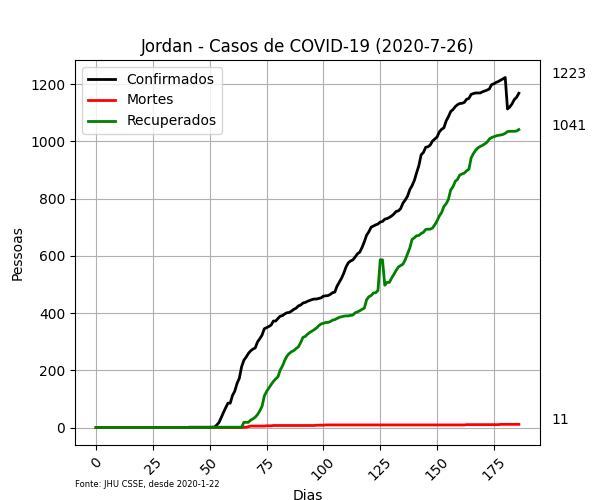 Jordan - Casos de COVID-19 (2020-7-26)
Confirmados
Mortes
Recuperados
1223
1041
11
Pessoas
1200
1000
800
600
400
200
0
0 25 50 75 100 125 150 175
Dias
Fonte: JHU CSSE, desde 2020-1-22